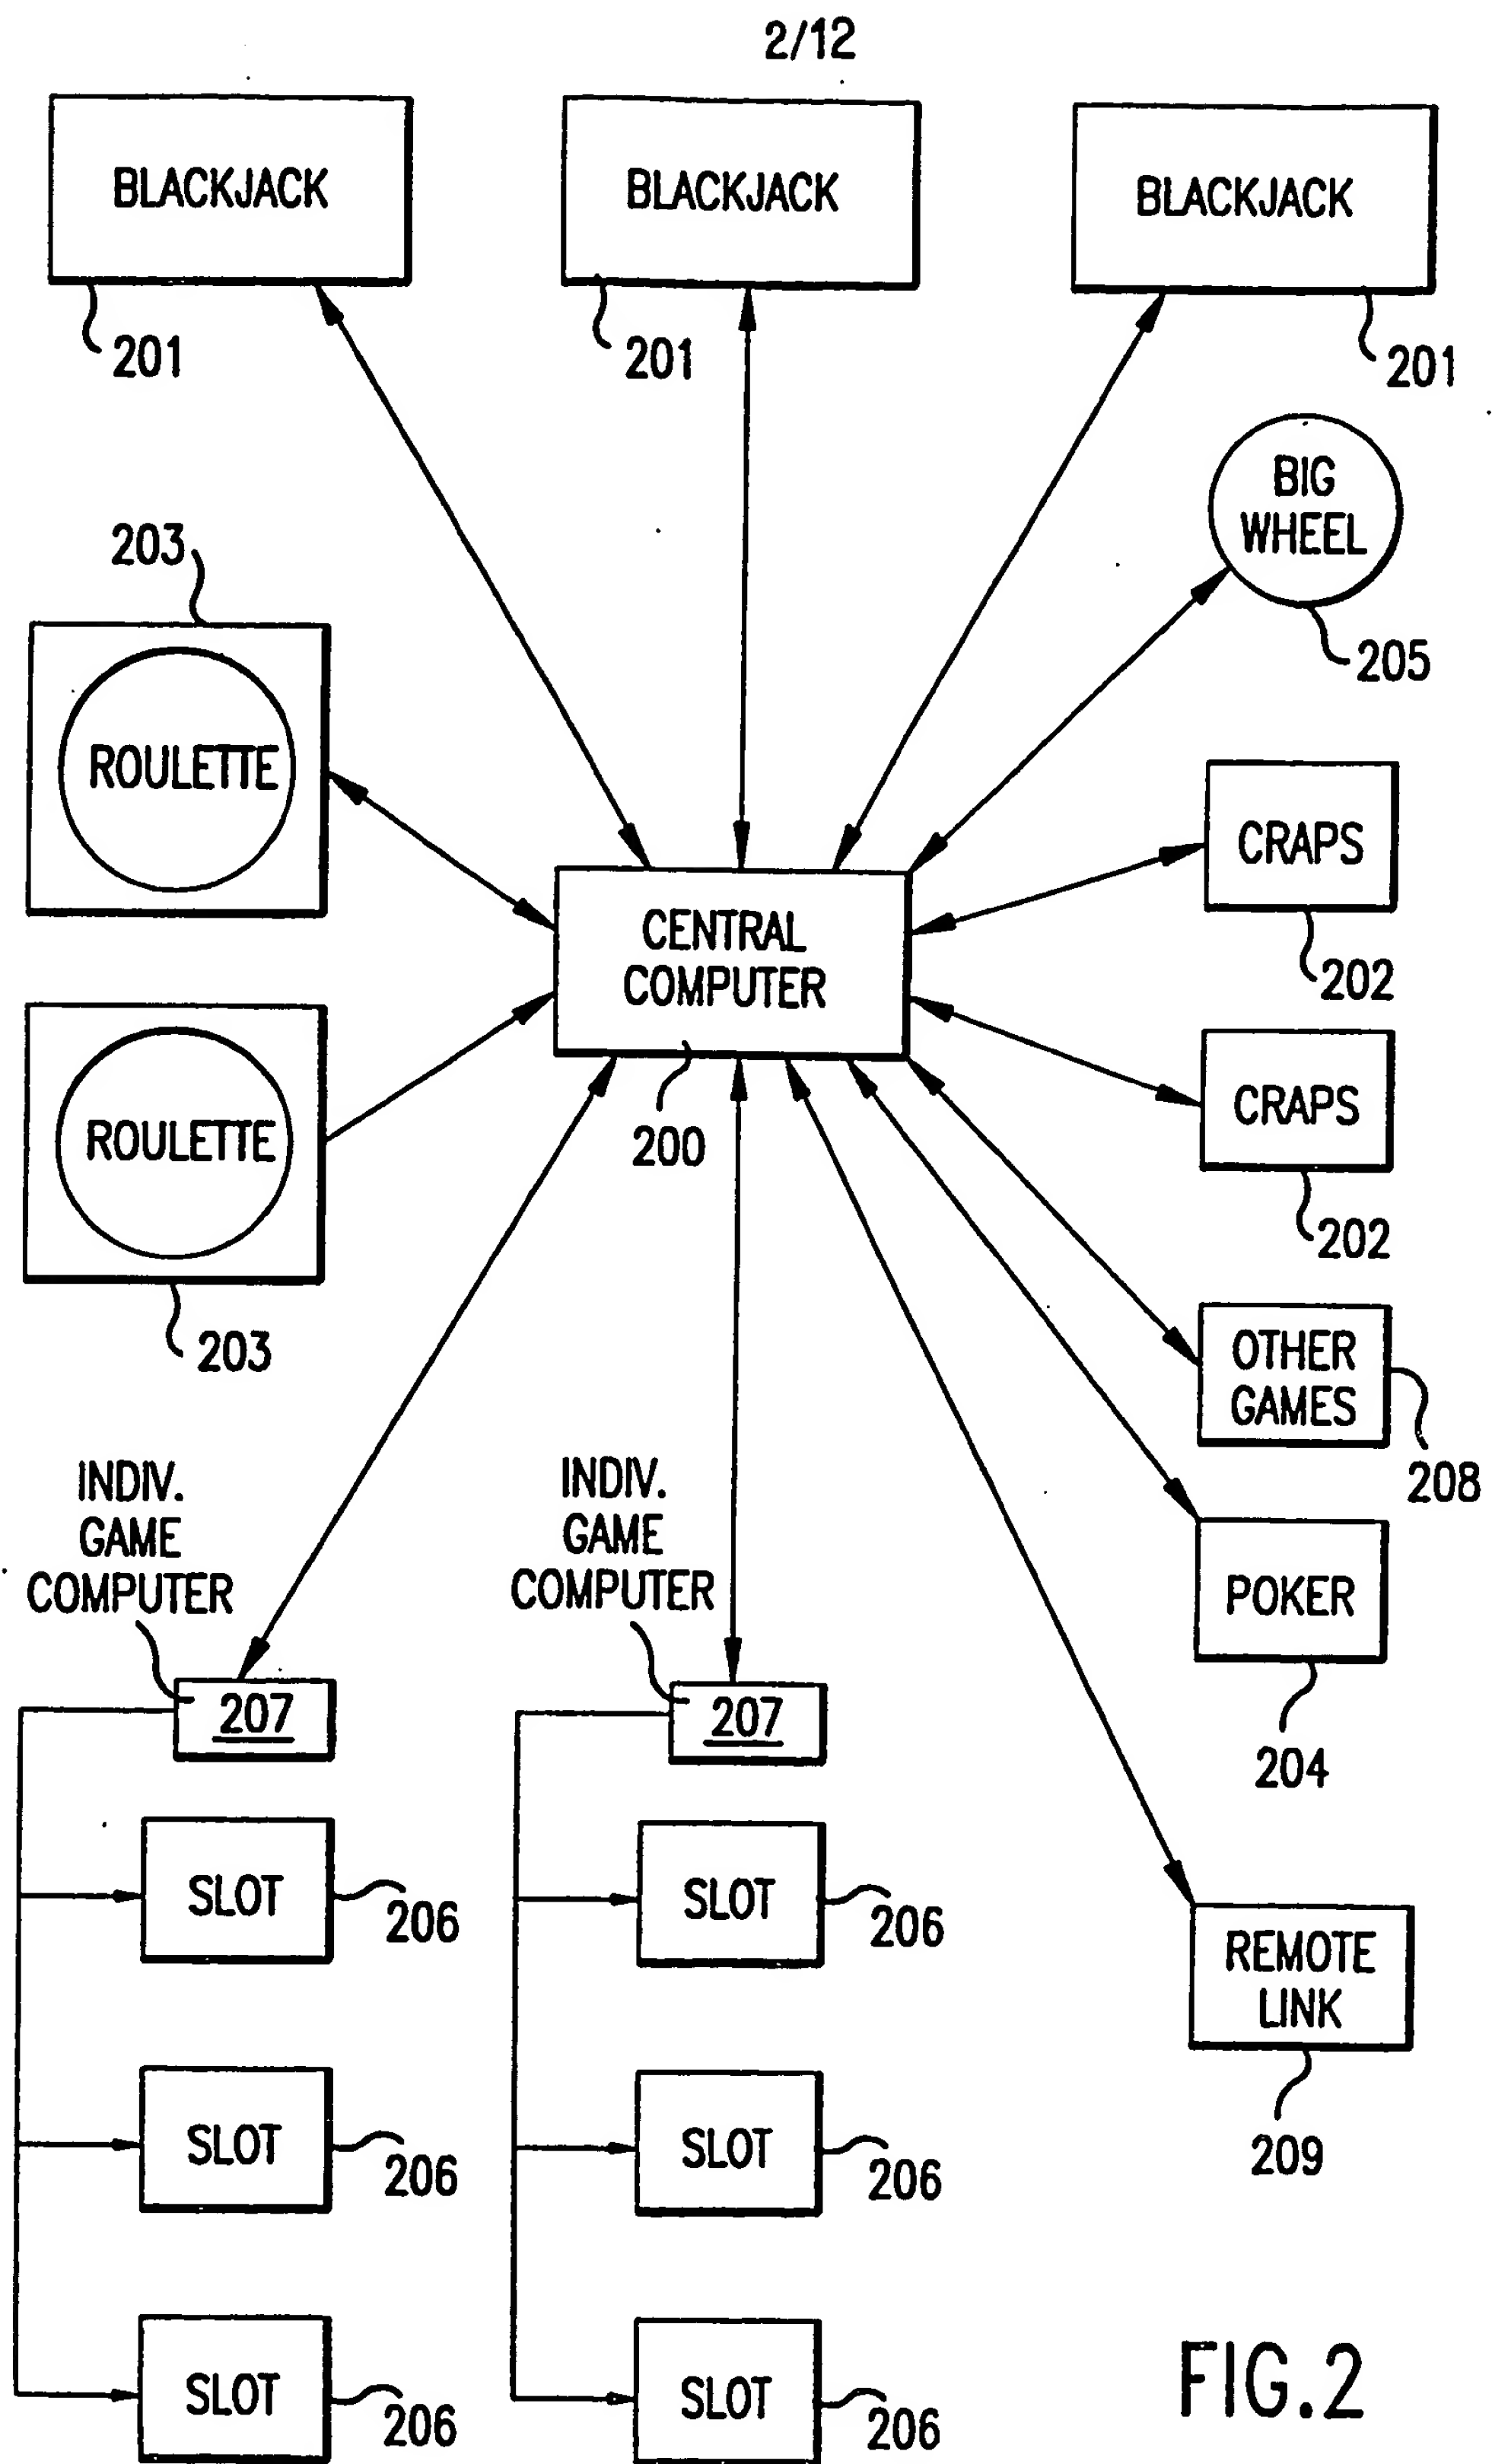 2/12
BLACKJACK
BLACKJACK
BLACKJACK
201
201
201
BIG
WHEEL
205
203
ROULETTE
CRAPS
202
CENTRAL
COMPUTER
200
ROULETTE
203
CRAPS
202
OTHER
GAMES
208
INDIV.
GAME
COMPUTER
INDIV.
GAME
COMPUTER
POKER
204
207
207
SLOT
206
SLOT
206
REMOTE
LINK
209
SLOT
206
SLOT
206
SLOT
206
SLOT
206
FIG.2